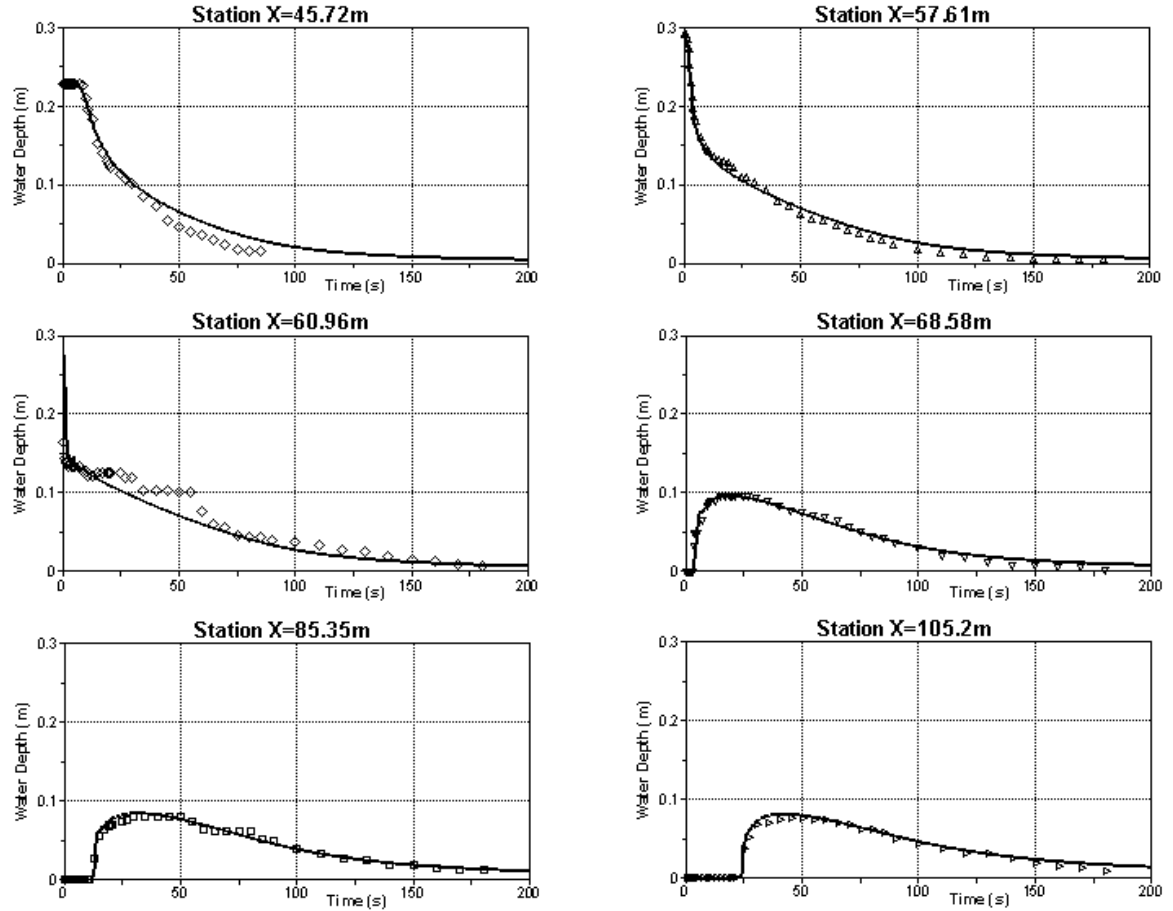 Station X=45.72m
0.3
0.2
0.1
0
Water Depth (m)
0 50 100 150 200
Time (s)
Station X=57.61m
0.3
0.2
0.1
0
Water Depth (m)
0 50 100 150 200
Time (s)
Station X=60.96m
0.3
0.2
0.1
0
Water Depth (m)
0 50 100 150 200
Time (s)
Station X=68.58m
0.3
0.2
0.1
0
Water Depth (m)
0 50 100 150 200
Time (s)
Station X=85.35m
0.3
0.2
0.1
0
Water Depth (m)
0 50 100 150 200
Time (s)
Station X=105.2m
0.3
0.2
0.1
0
Water Depth (m)
0 50 100 150 200
Time (s)